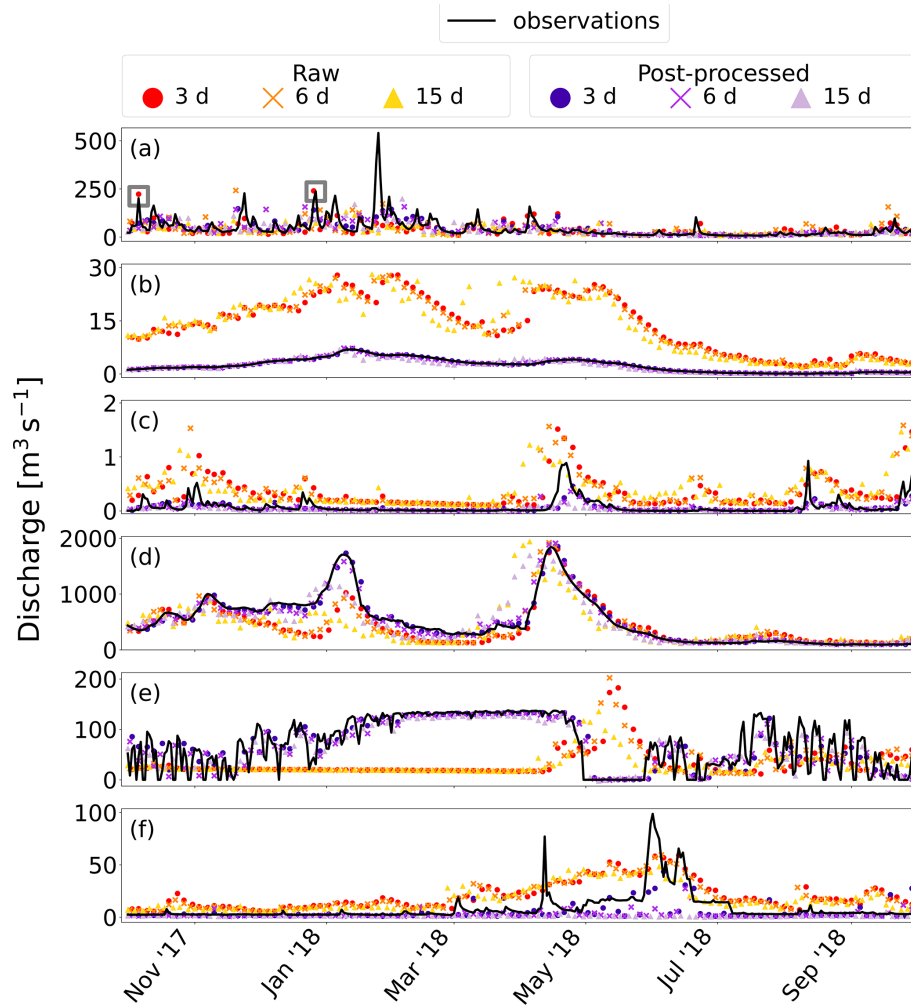 observations
Raw
3 d 6 d 15 d
Post-processed
3 d 6 d 15 d
Discharge [m³ s⁻¹]
(a)
500
250
0
(b)
30
15
0
(c)
2
1
0
(d)
2000
1000
0
(e)
200
100
0
(f)
100
50
0
Nov '17 Jan '18 Mar '18 May '18 Jul '18 Sep '18